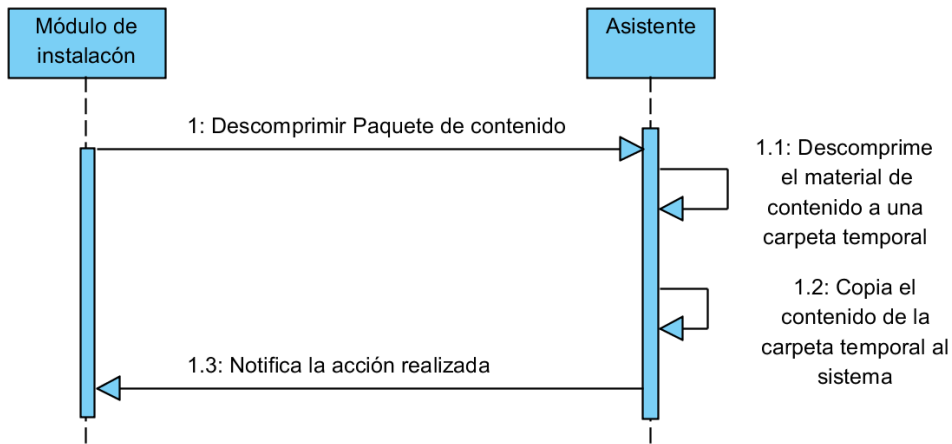 Módulo de
instalacón
Asistente
1: Descomprimir Paquete de contenido
1.1: Descomprime
el material de
contenido a una
carpeta temporal
1.2: Copia el
contenido de la
carpeta temporal al
sistema
1.3: Notifica la acción realizada